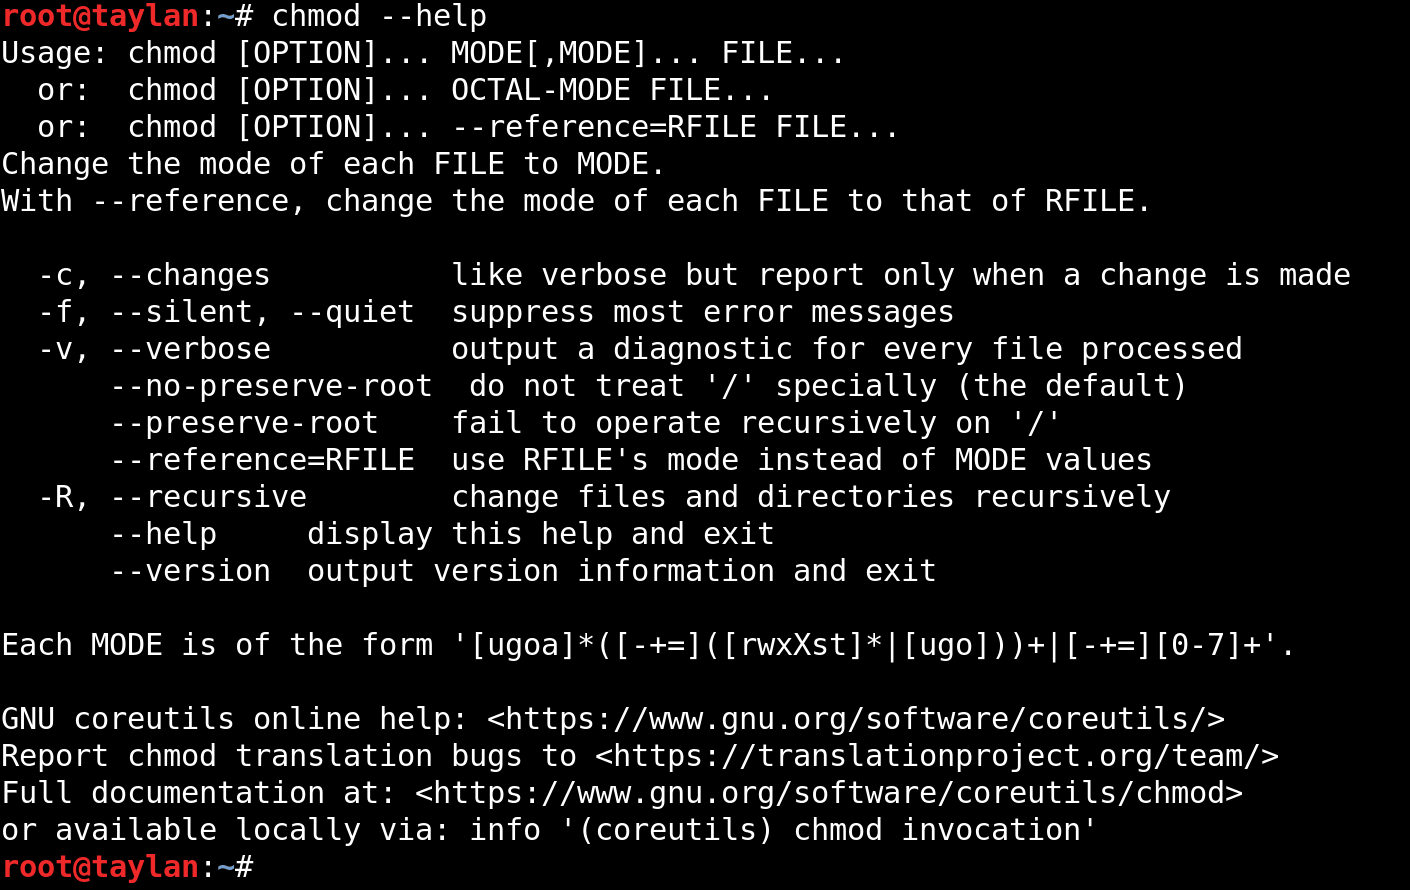 root@taylan:~# chmod --help
Usage: chmod [OPTION]... MODE[,MODE]... FILE...
  or:  chmod [OPTION]... OCTAL-MODE FILE...
  or:  chmod [OPTION]... --reference=RFILE FILE...
Change the mode of each FILE to MODE.
With --reference, change the mode of each FILE to that of RFILE.

  -c, --changes          like verbose but report only when a change is made
  -f, --silent, --quiet  suppress most error messages
  -v, --verbose          output a diagnostic for every file processed
      --no-preserve-root  do not treat '/' specially (the default)
      --preserve-root    fail to operate recursively on '/'
      --reference=RFILE  use RFILE's mode instead of MODE values
  -R, --recursive        change files and directories recursively
      --help     display this help and exit
      --version  output version information and exit

Each MODE is of the form '[ugoa]*([-+=]([rwxXst]*|[ugo]))+|[-+=][0-7]+'.

GNU coreutils online help: <https://www.gnu.org/software/coreutils/>
Report chmod translation bugs to <https://translationproject.org/team/>
Full documentation at: <https://www.gnu.org/software/coreutils/chmod>
or available locally via: info '(coreutils) chmod invocation'
root@taylan:~#